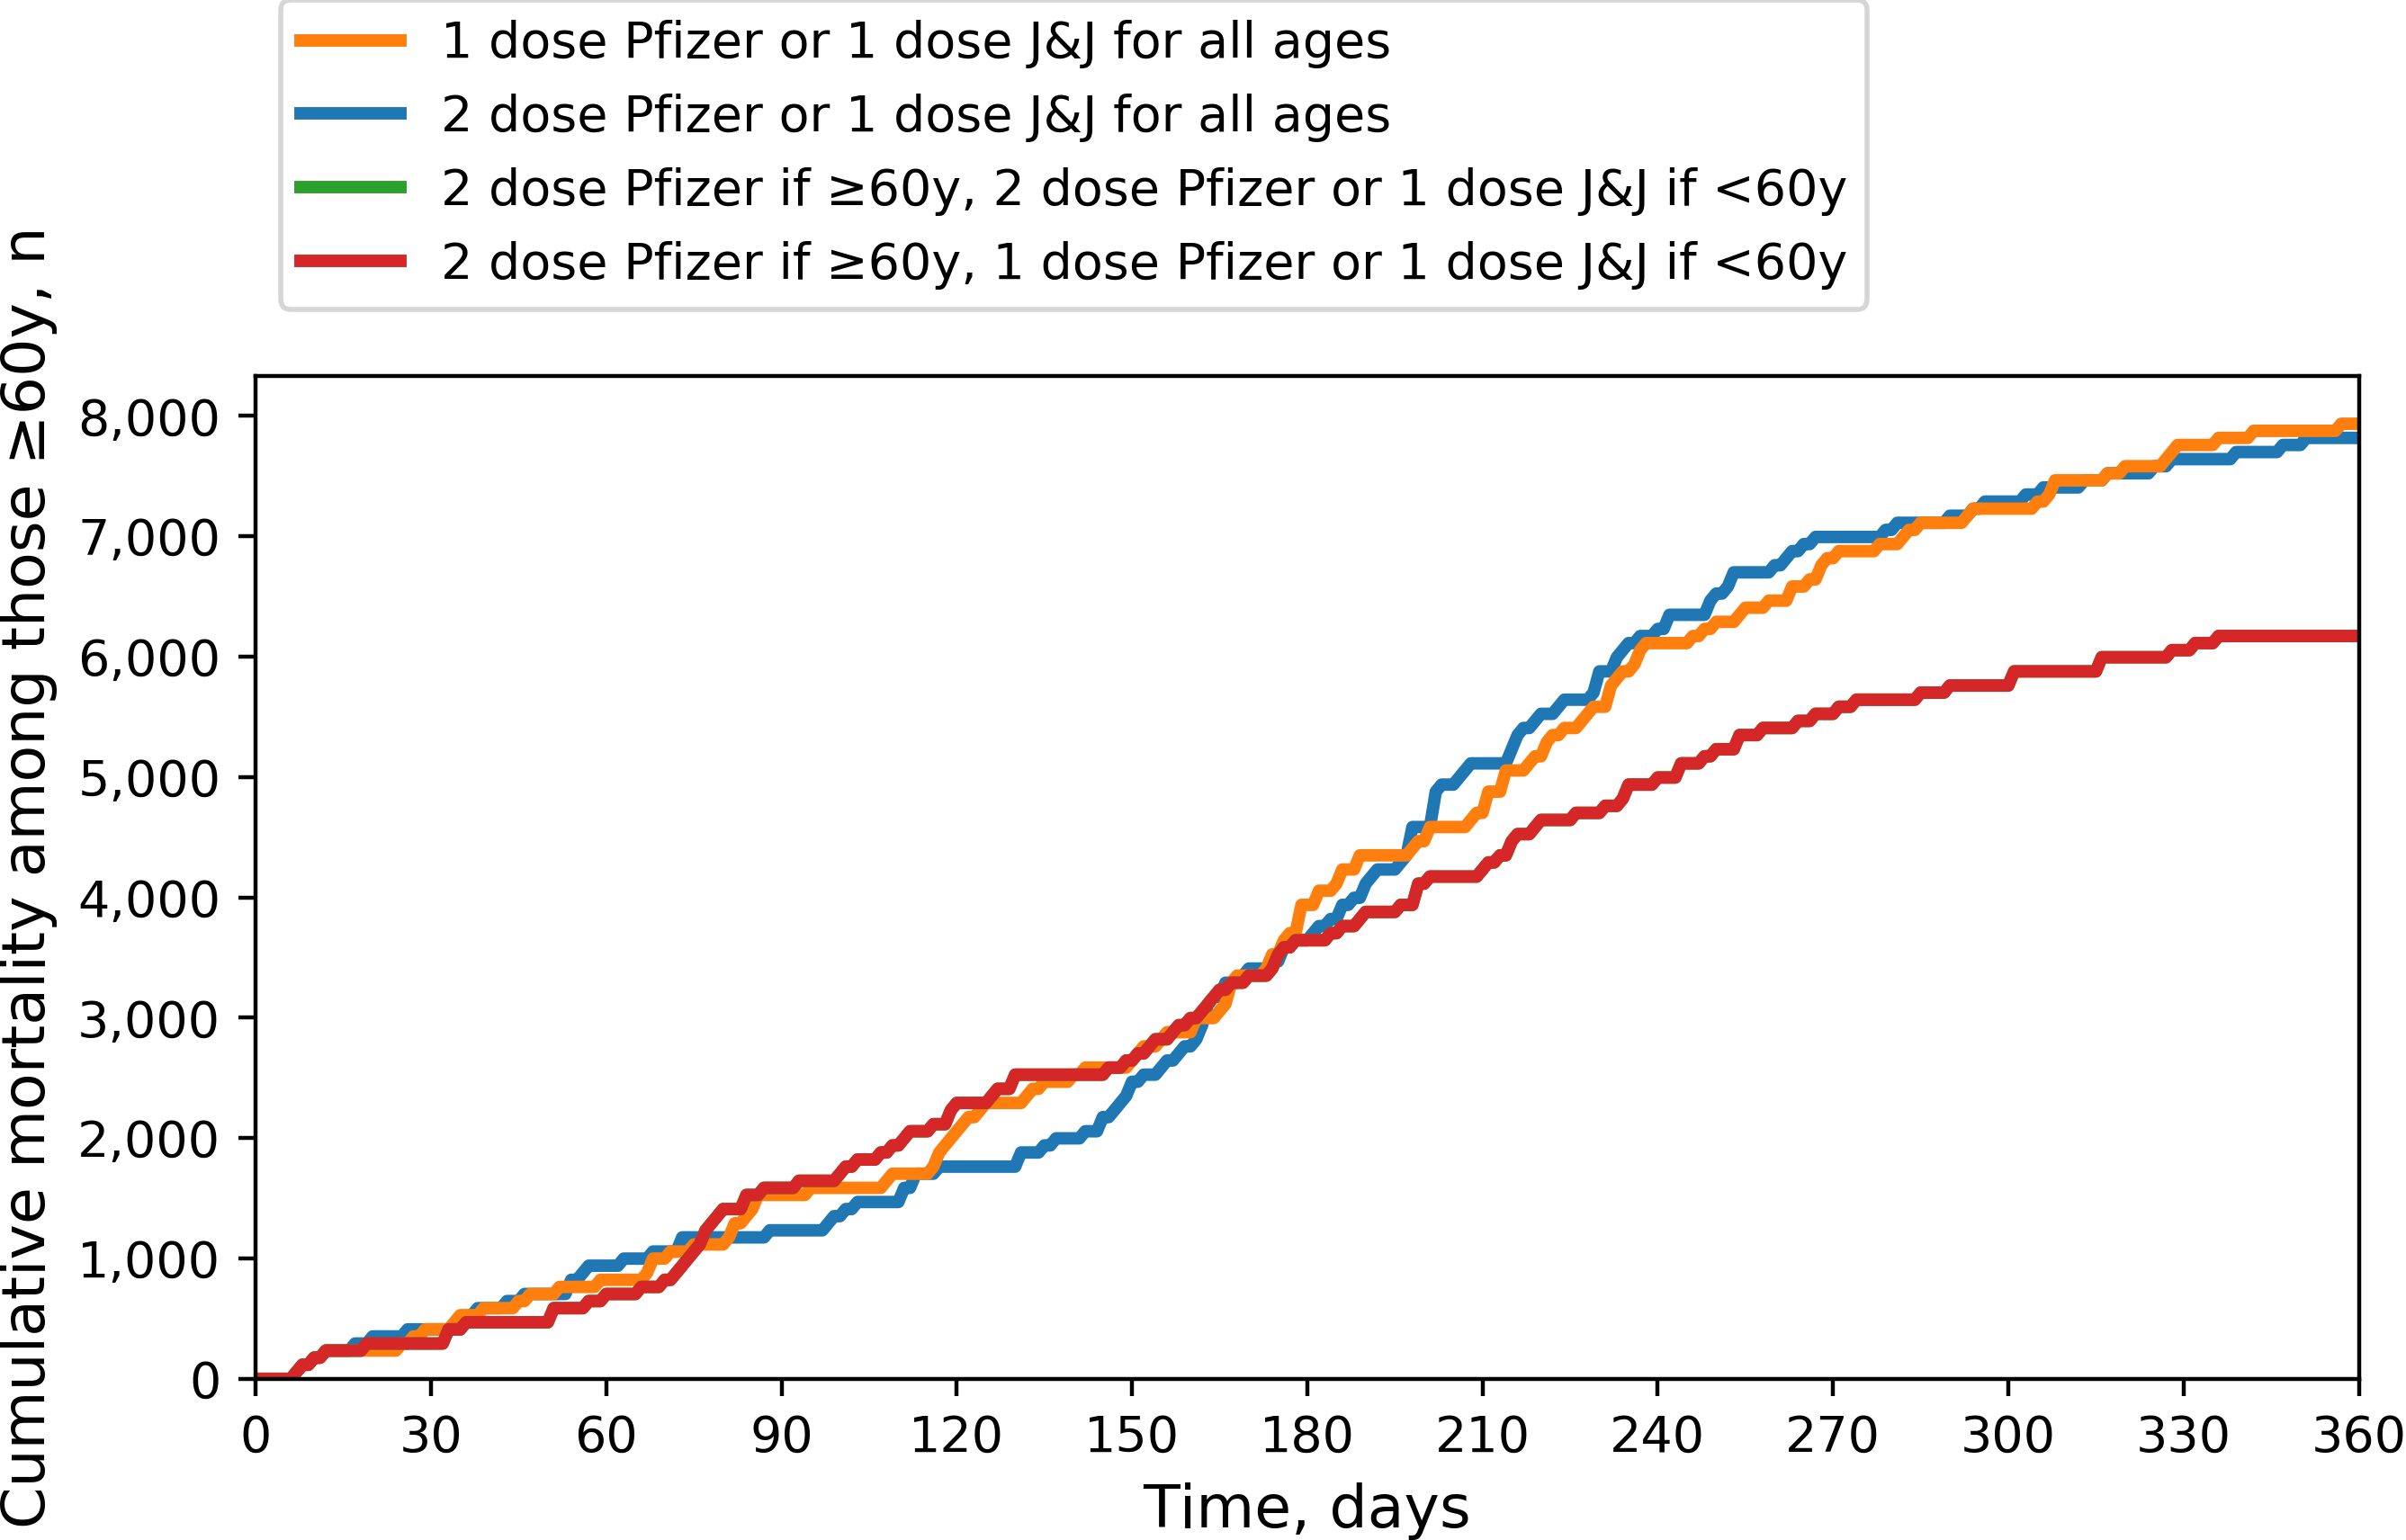 1 dose Pfizer or 1 dose J&J for all ages
2 dose Pfizer or 1 dose J&J for all ages
2 dose Pfizer if ≥60y, 2 dose Pfizer or 1 dose J&J if <60y
2 dose Pfizer if ≥60y, 1 dose Pfizer or 1 dose J&J if <60y
Cumulative mortality among those ≥60y, n
8,000
7,000
6,000
5,000
4,000
3,000
2,000
1,000
0
0 30 60 90 120 150 180 210 240 270 300 330 360
Time, days